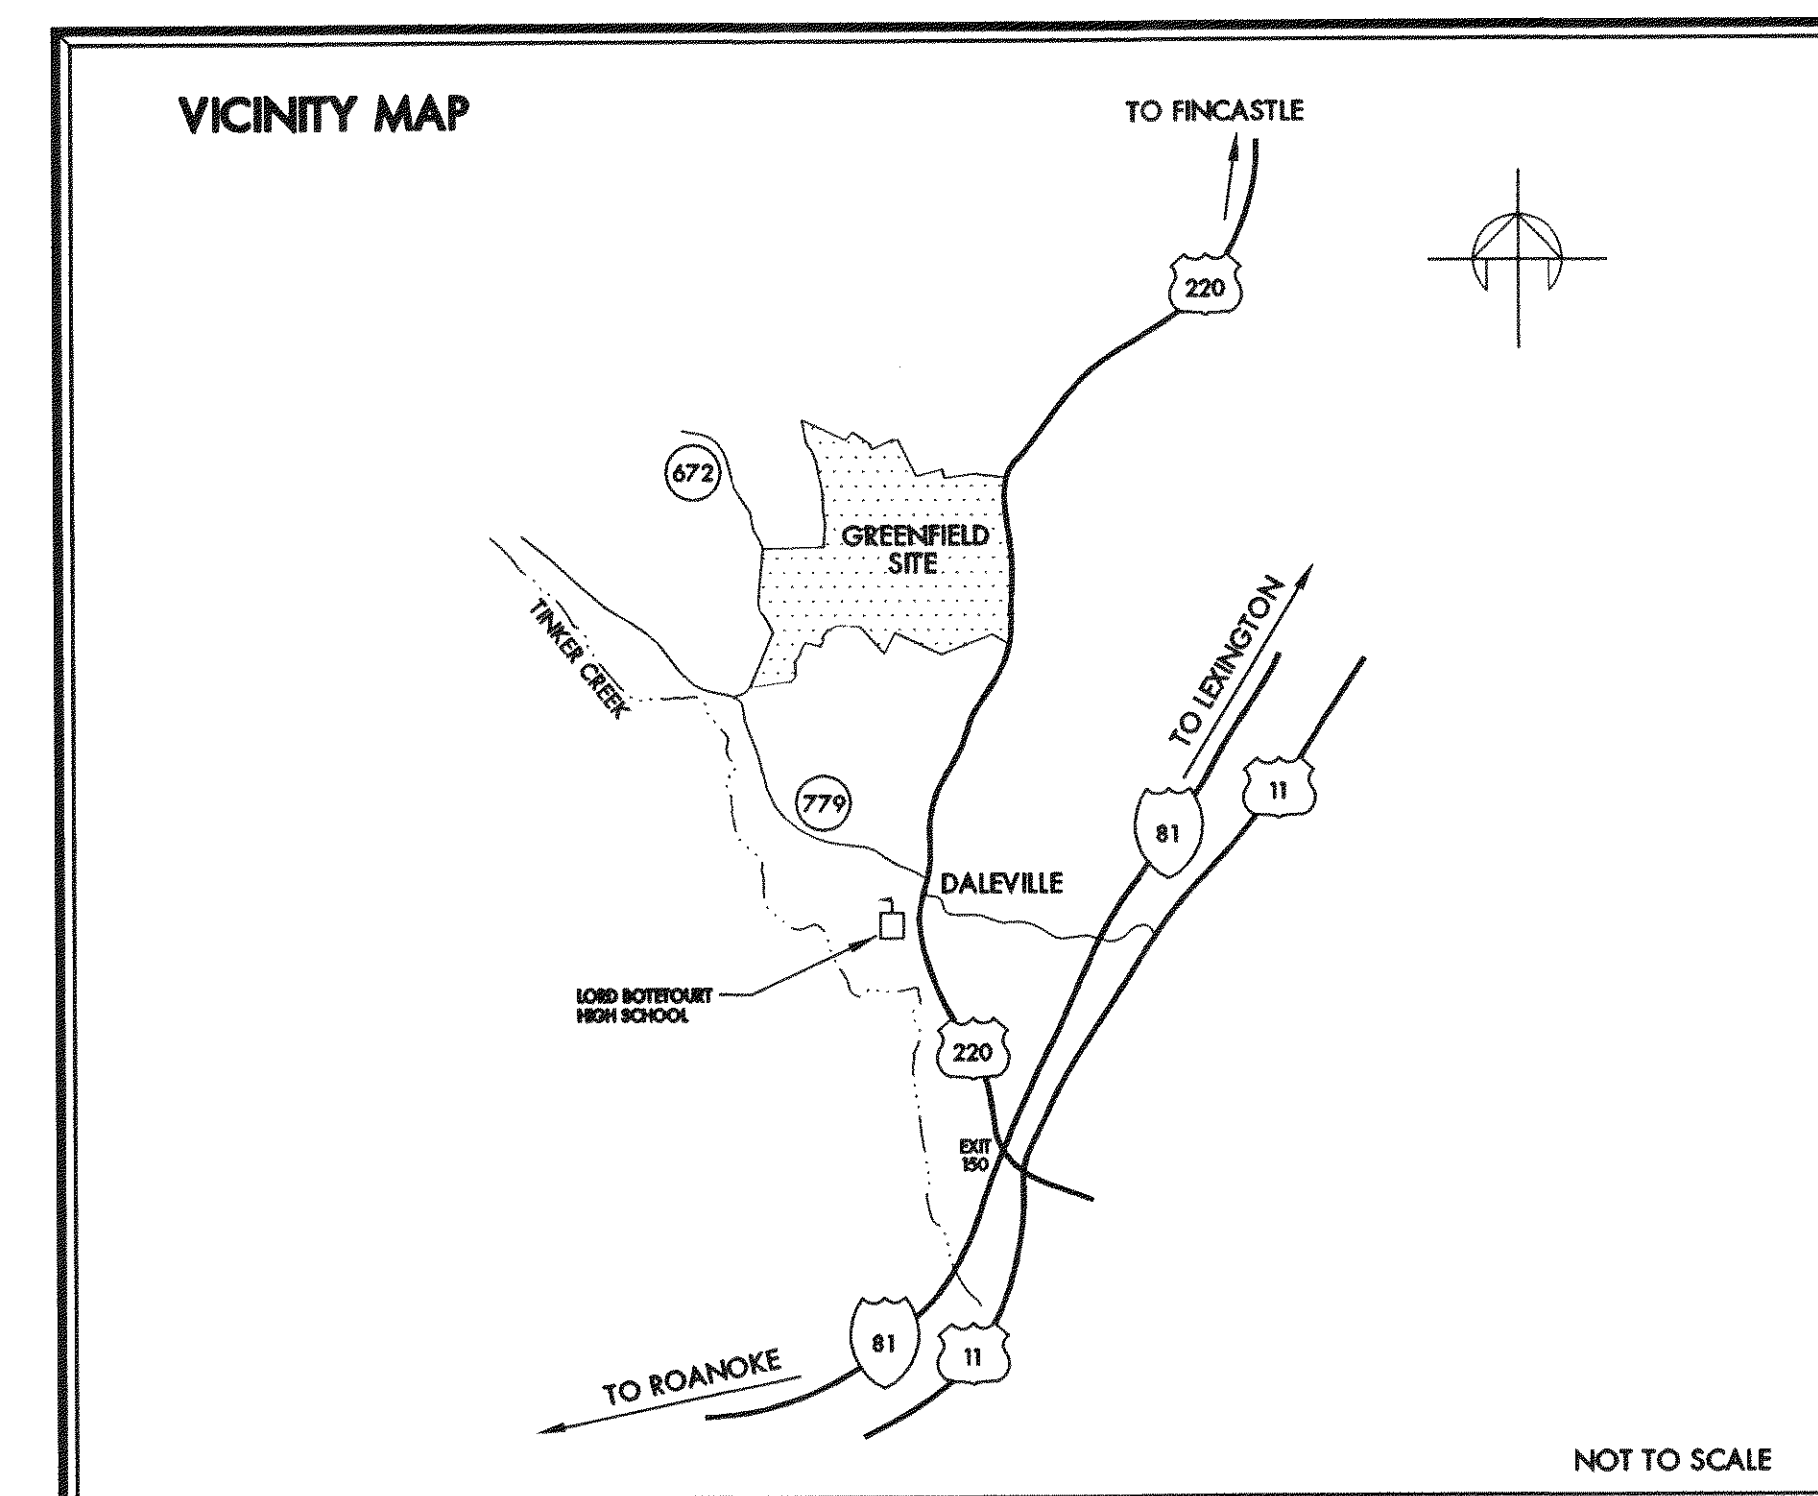 VICINITY MAP
TO FINCASTLE
220
672
GREENFIELD
SITE
TINKER CREEK
TO LEXINGTON
11
81
779
DALEVILLE
LORD BOTETOURT
HIGH SCHOOL
220
EXIT
150
81
11
TO ROANOKE
NOT TO SCALE